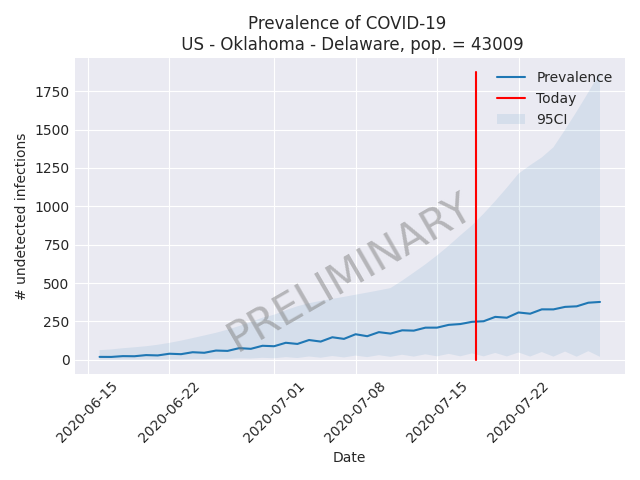 Prevalence of COVID-19
US - Oklahoma - Delaware, pop. = 43009
Prevalence
Today
95CI
1750
1500
1250
1000
750
500
250
0
# undetected infections
PRELIMINARY
2020-06-15
2020-06-22
2020-07-01
2020-07-08
2020-07-15
2020-07-22
Date